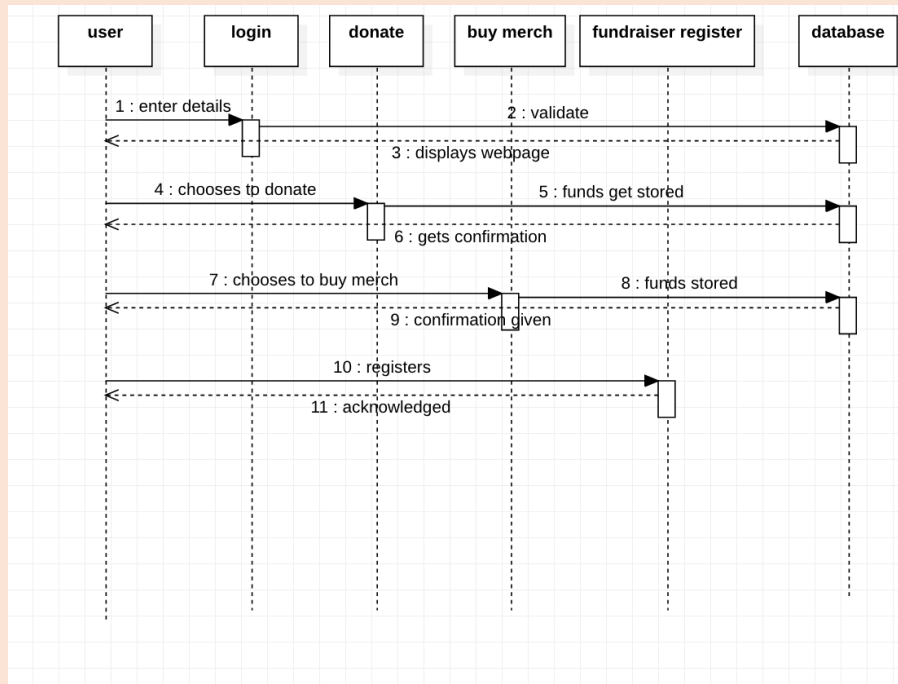 user
login
donate
buy merch
fundraiser register
database
1 : enter details
2 : validate
3 : displays webpage
4 : chooses to donate
5 : funds get stored
6 : gets confirmation
7 : chooses to buy merch
8 : funds stored
9 : confirmation given
10 : registers
11 : acknowledged